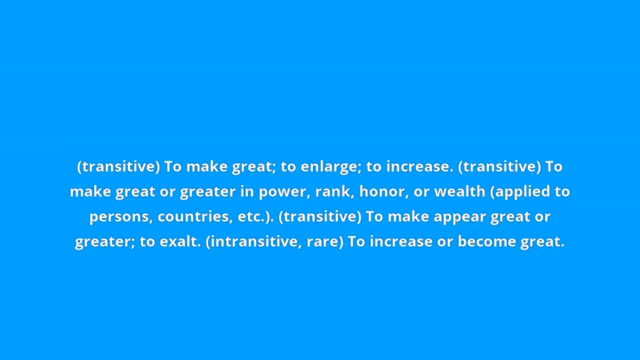 (transitive) To make great; to enlarge; to increase. (transitive) To
make great or greater in power, rank, honor, or wealth (applied to
persons, countries, etc.). (transitive) To make appear great or
greater; to exalt. (intransitive, rare) To increase or become great.